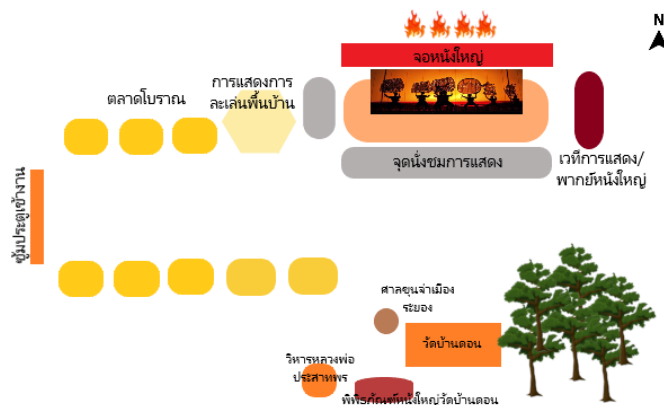 N
จอหนังใหญ่
การแสดงการ
ละเล่นพื้นบ้าน
ตลาดโบราณ
จุดนั่งชมการแสดง
เวทีการแสดง/
พากย์หนังใหญ่
ซุ้มประตูเข้างาน
ศาลขุนจ่าเมือง
ระยอง
วัดบ้านดอน
วิหารหลวงพ่อ
ประสาทพร
พิพิธภัณฑ์หนังใหญ่วัดบ้านดอน